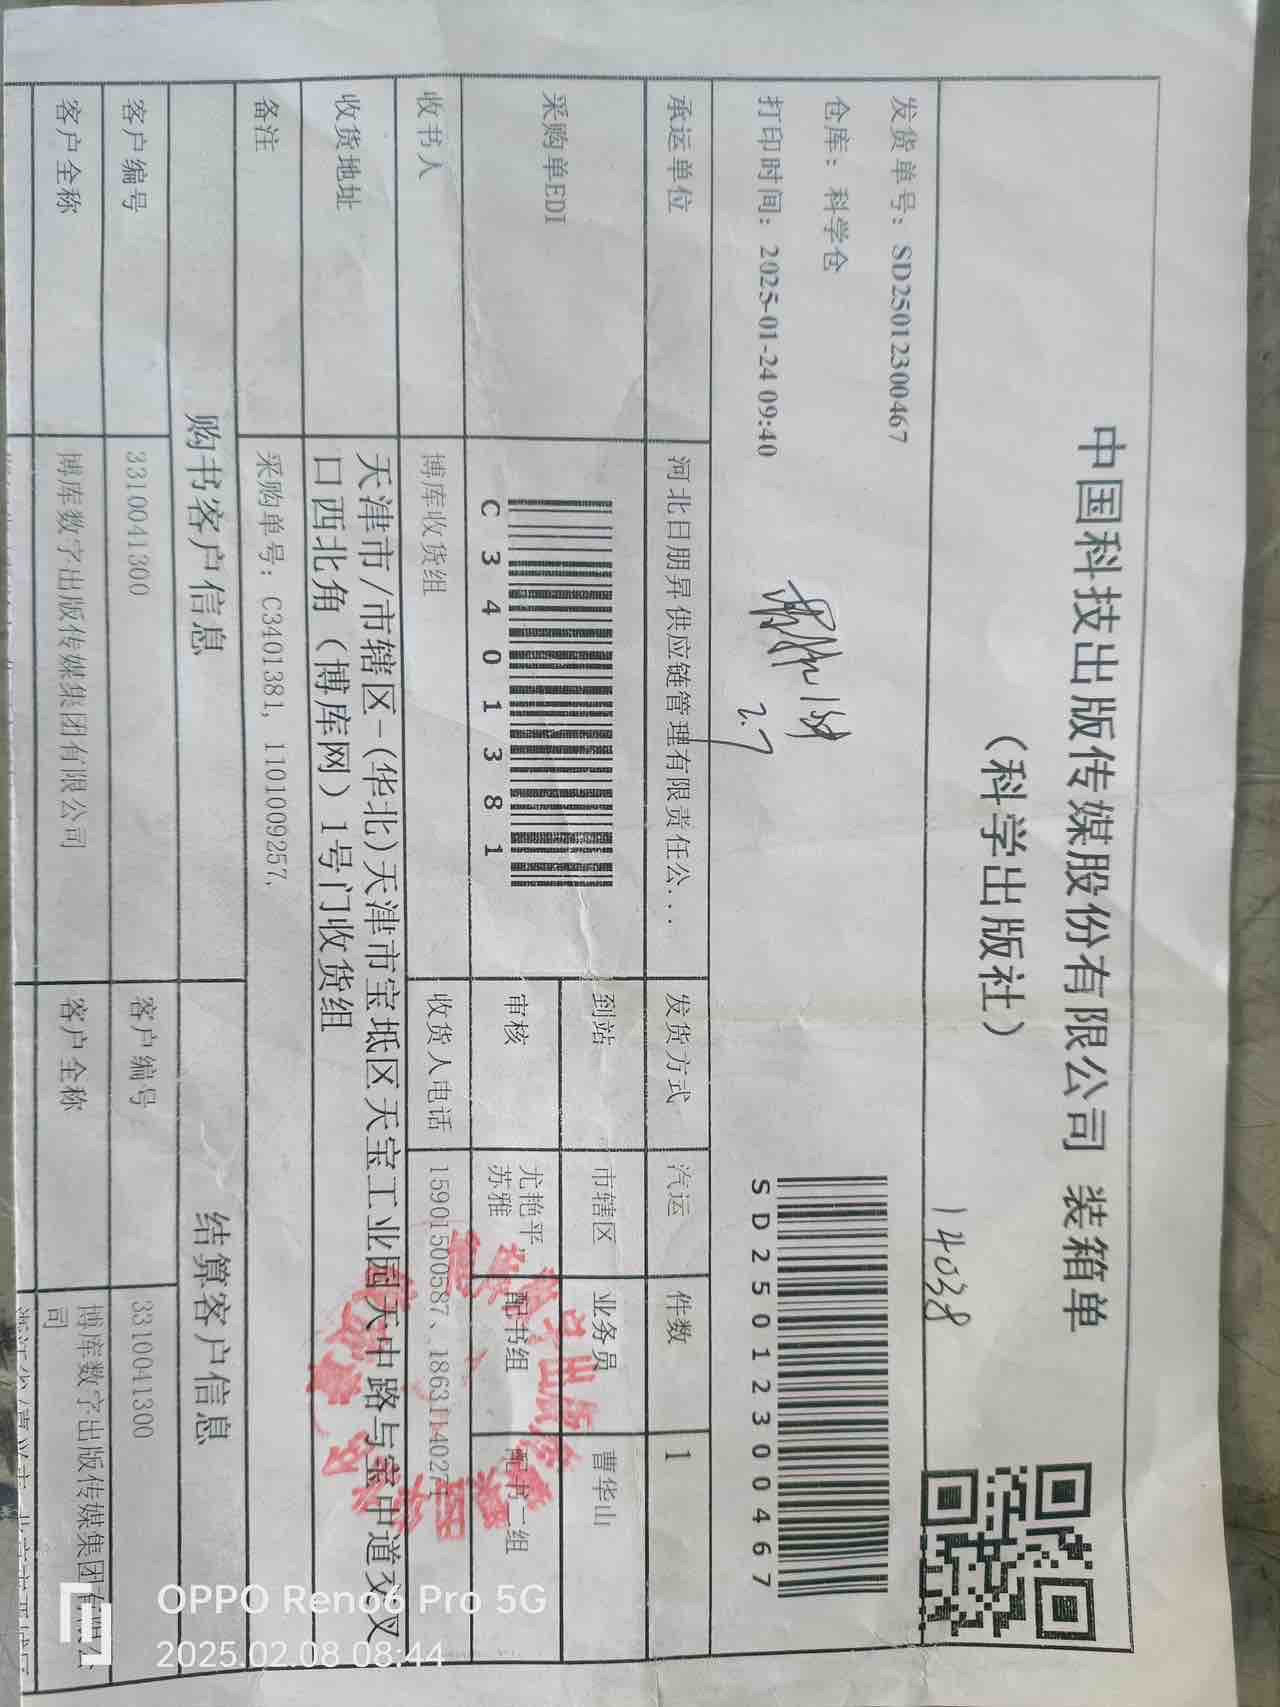 中国科技出版传媒股份有限公司 装箱单
（科学出版社）
14038
发货单号：SD25012300467
仓库：科学仓
打印时间：2025-01-24 09:40
2.7
SD25012300467
承运单位 河北日朋昇供应链管理有限责任公... 发货方式 汽运 件数 1
采购单EDI C3401381 到站 市辖区 业务员 曹华山
审核 尤艳平, 苏雅 配书组 配书二组
收书人 博库收货组 收货人电话 15901500587、18631140274
收货地址 天津市/市辖区-(华北)天津市宝坻区天宝工业园天中路与宝中道交叉
口西北角（博库网）1号门收货组
备注 采购单号：C3401381, 1101009257,
购书客户信息 结算客户信息
客户编号 3310041300 客户编号 3310041300
客户全称 博库数字出版传媒集团有限公司 客户全称 博库数字出版传媒集团有限公
司
OPPO Reno6 Pro 5G
2025.02.08 08:44